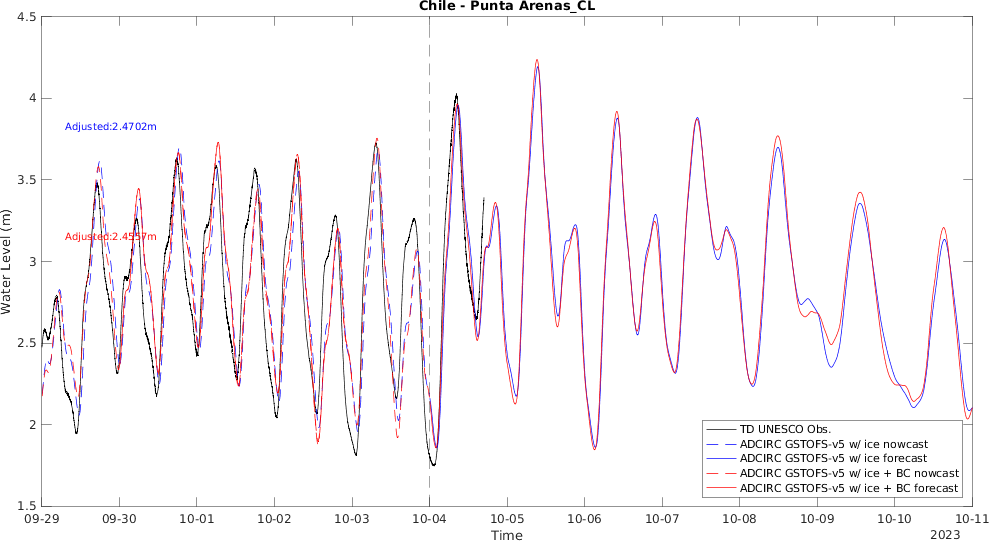 Chile - Punta Arenas_CL
4.5
4
3.5
3
2.5
2
1.5
Water Level (m)
Adjusted:2.4702m
Adjusted:2.4557m
TD UNESCO Obs.
ADCIRC GSTOFS-v5 w/ ice nowcast
ADCIRC GSTOFS-v5 w/ ice forecast
ADCIRC GSTOFS-v5 w/ ice + BC nowcast
ADCIRC GSTOFS-v5 w/ ice + BC forecast
09-29 09-30 10-01 10-02 10-03 10-04 10-05 10-06 10-07 10-08 10-09 10-10 10-11
Time
2023